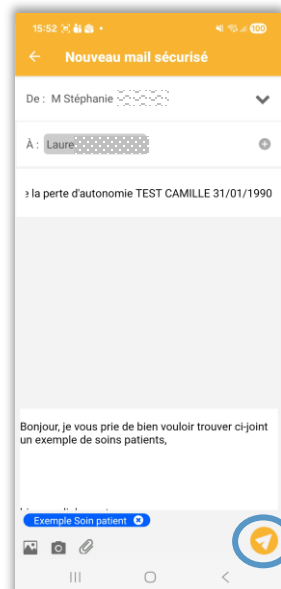 15:52
100
Nouveau mail sécurisé
De : M Stéphanie
À : Laure
la perte d'autonomie TEST CAMILLE 31/01/1990
Bonjour, je vous prie de bien vouloir trouver ci-joint
un exemple de soins patients,
Exemple Soin patient